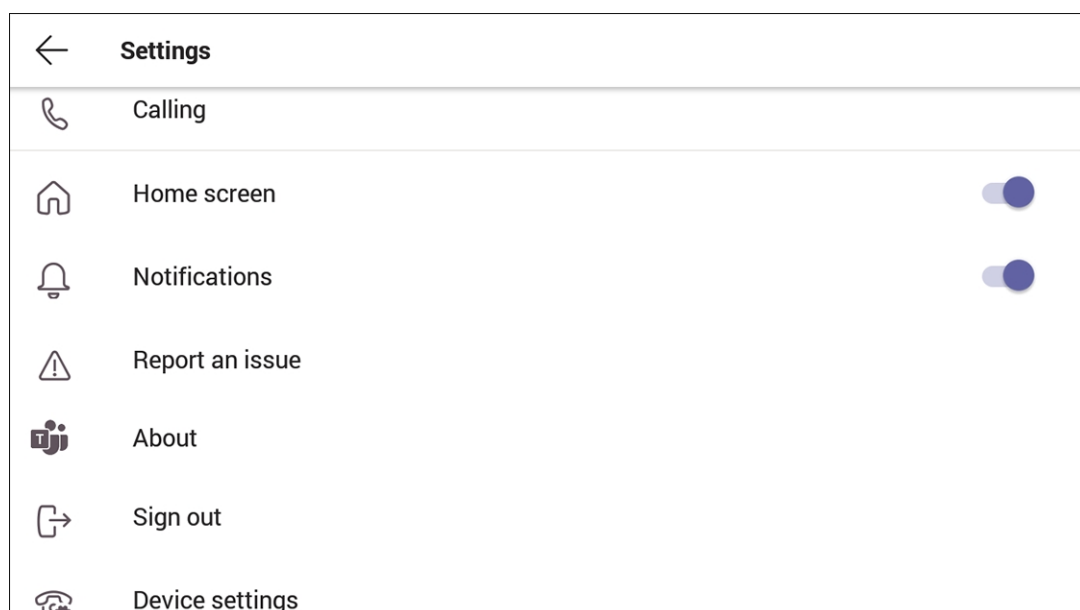 Settings
Calling
Home screen
Notifications
Report an issue
T
About
Sign out
Device settings